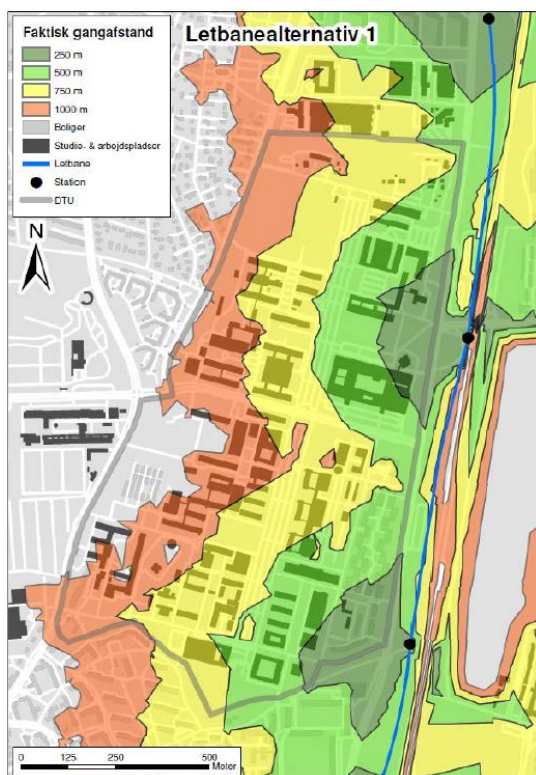 Faktisk gangafstand
250 m
500 m
750 m
1000 m
Boliger
Studie- & arbejdspladser
Letbane
Station
DTU
Letbanealternativ 1
N
0 125 250 500
Meter